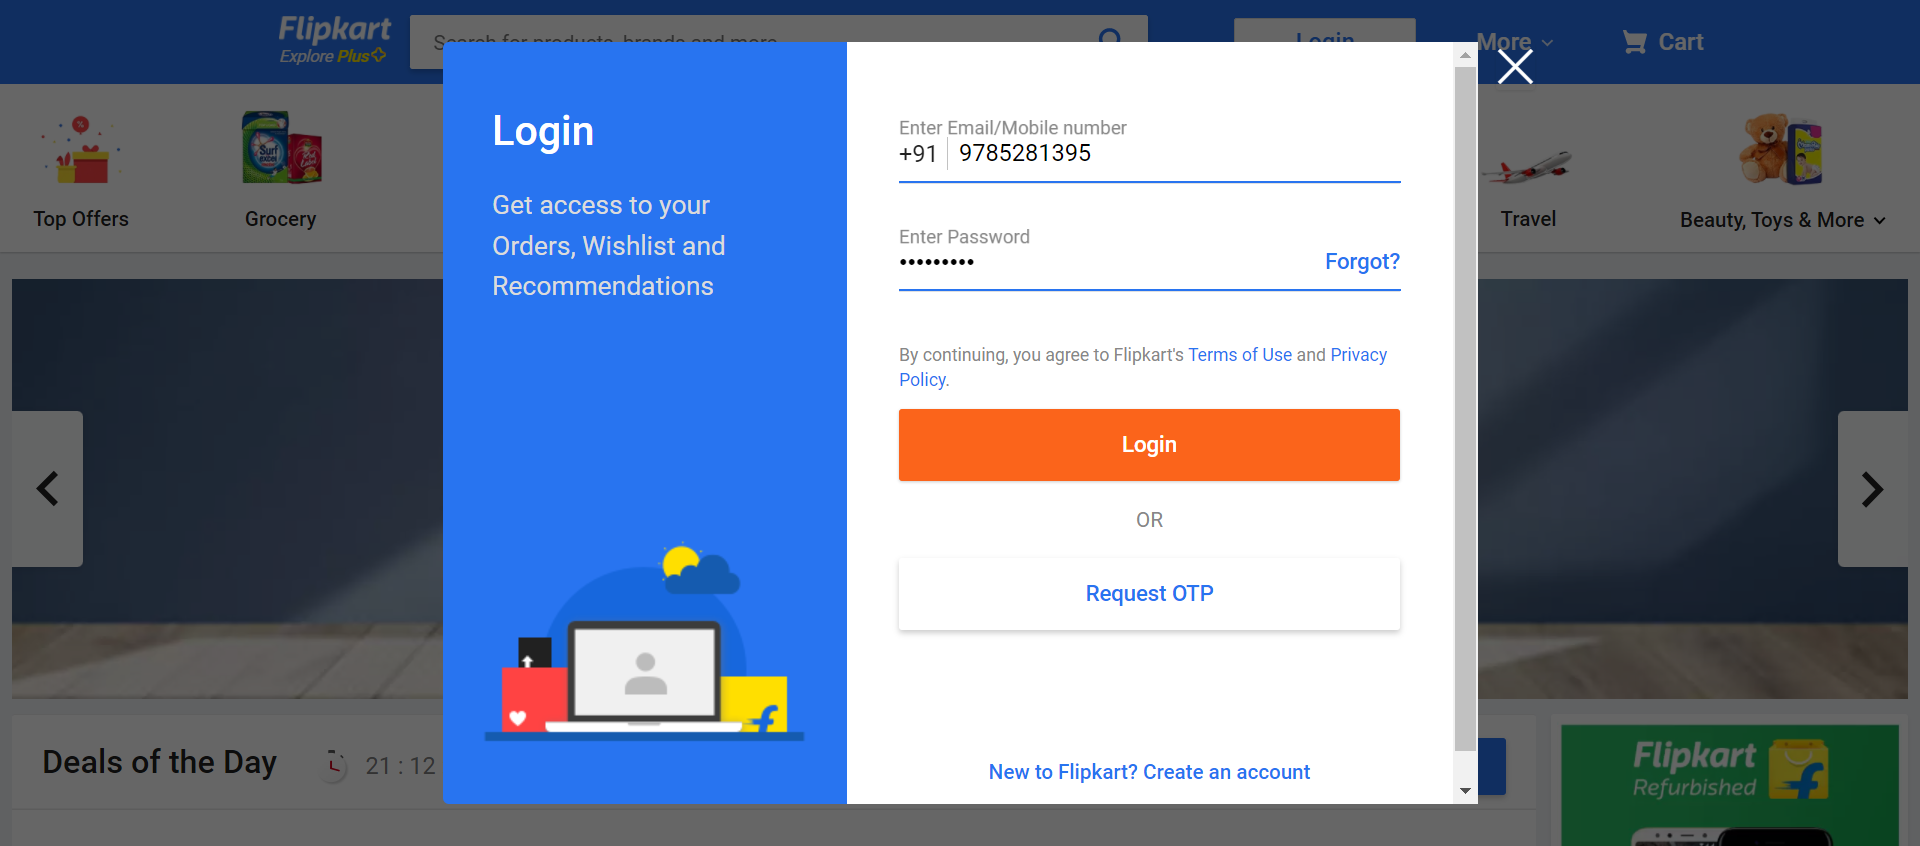 Flipkart
Explore Plus
Search for products, brands and more
Login
More
Cart
Top Offers
Grocery
Travel
Beauty, Toys & More
Login
Get access to your
Orders, Wishlist and
Recommendations
Enter Email/Mobile number
+91 9785281395
Enter Password
•••••••••
Forgot?
By continuing, you agree to Flipkart's Terms of Use and Privacy
Policy.
Login
OR
Request OTP
New to Flipkart? Create an account
Deals of the Day
21 : 12
Flipkart
Refurbished
Surf
excel